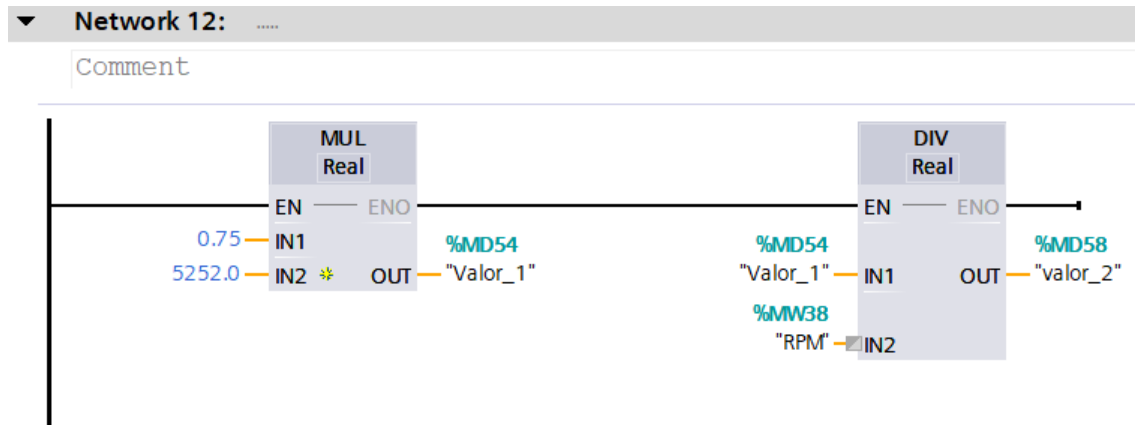 Network 12: .....
Comment
MUL
Real
EN ENO
0.75 IN1
5252.0 IN2 OUT
%MD54
"Valor_1"
DIV
Real
EN ENO
%MD54
"Valor_1" IN1
%MW38
"RPM" IN2
OUT
%MD58
"valor_2"